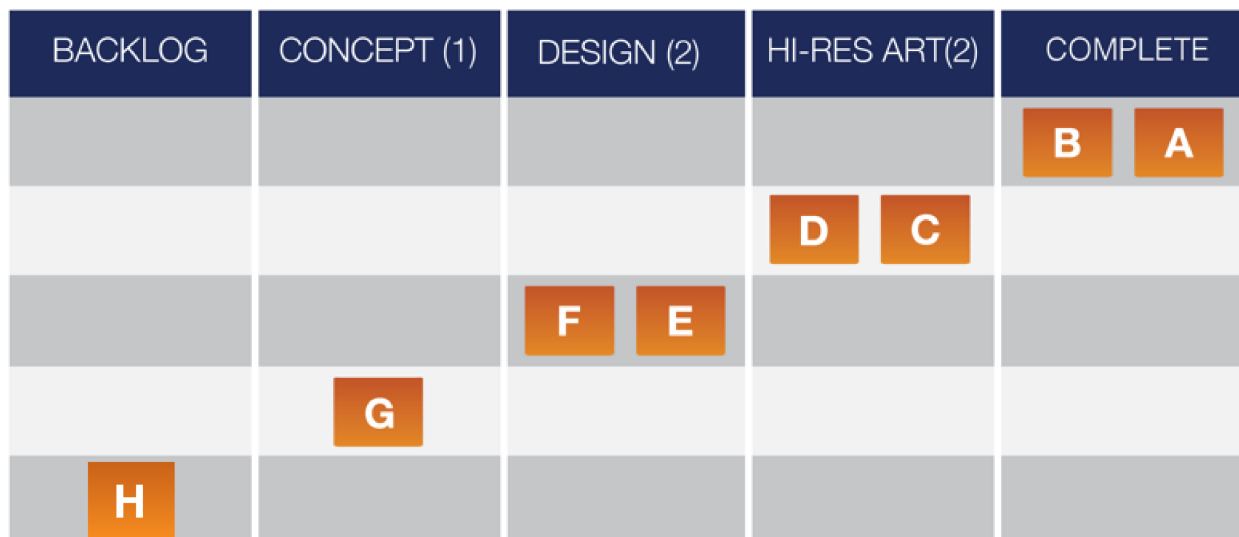 BACKLOG CONCEPT (1) DESIGN (2) HI-RES ART(2) COMPLETE
B A
D C
F E
G
H